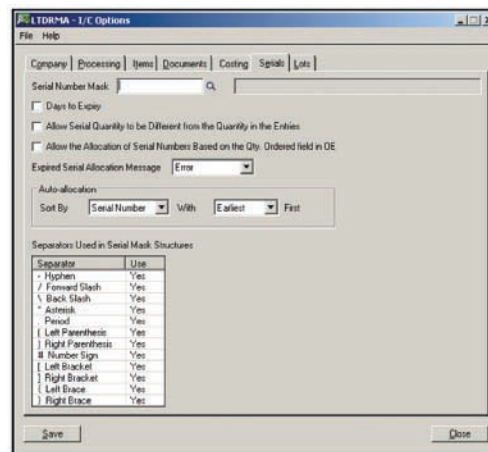 LTDRMA - I/C Options
File Help
Company Processing Items Documents Costing Serials Lots
Serial Number Mask
Days to Expiry
Allow Serial Quantity to be Different from the Quantity in the Entries
Allow the Allocation of Serial Numbers Based on the Qty. Ordered field in OE
Expired Serial Allocation Message Error
Auto-allocation
Sort By Serial Number With Earliest First
Separators Used in Serial Mask Structures
Separator Use
- Hyphen Yes
/ Forward Slash Yes
\ Back Slash Yes
* Asterisk Yes
. Period Yes
( Left Parenthesis Yes
) Right Parenthesis Yes
# Number Sign Yes
[ Left Bracket Yes
] Right Bracket Yes
{ Left Brace Yes
} Right Brace Yes
Save Close